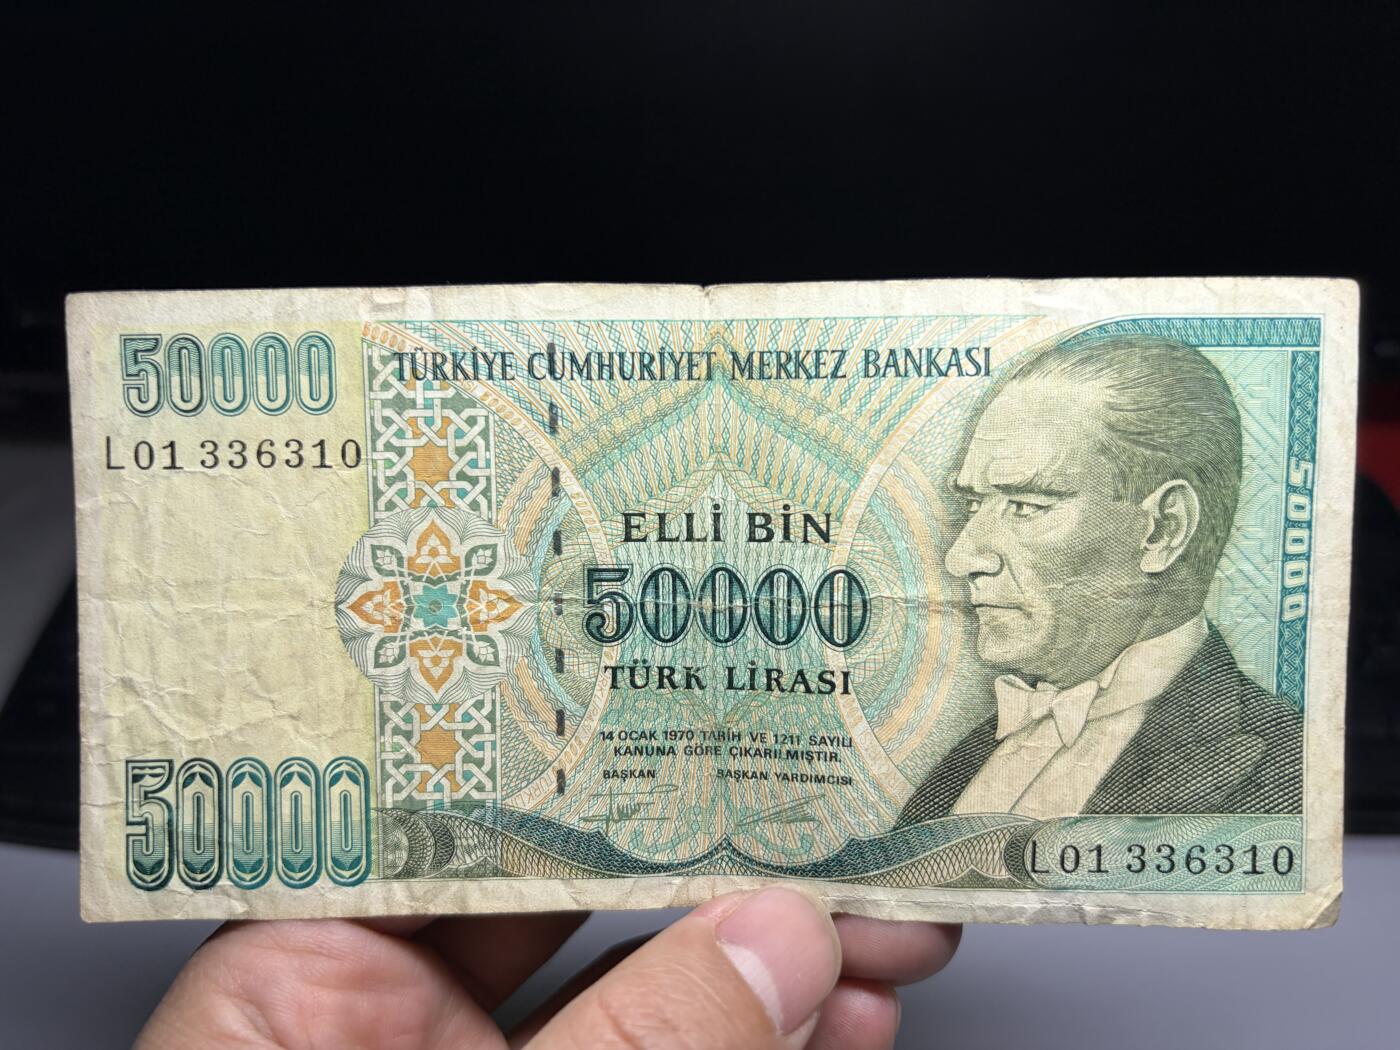 50000
TÜRKİYE CUMHURİYET MERKEZ BANKASI
L01 336310
50000
ELLİ BİN
50000
TÜRK LİRASI
14 OCAK 1970 TARİH VE 1211 SAYILI
KANUNA GÖRE ÇIKARILMIŞTIR.
BAŞKAN BAŞKAN YARDIMCISI
50000
L01 336310